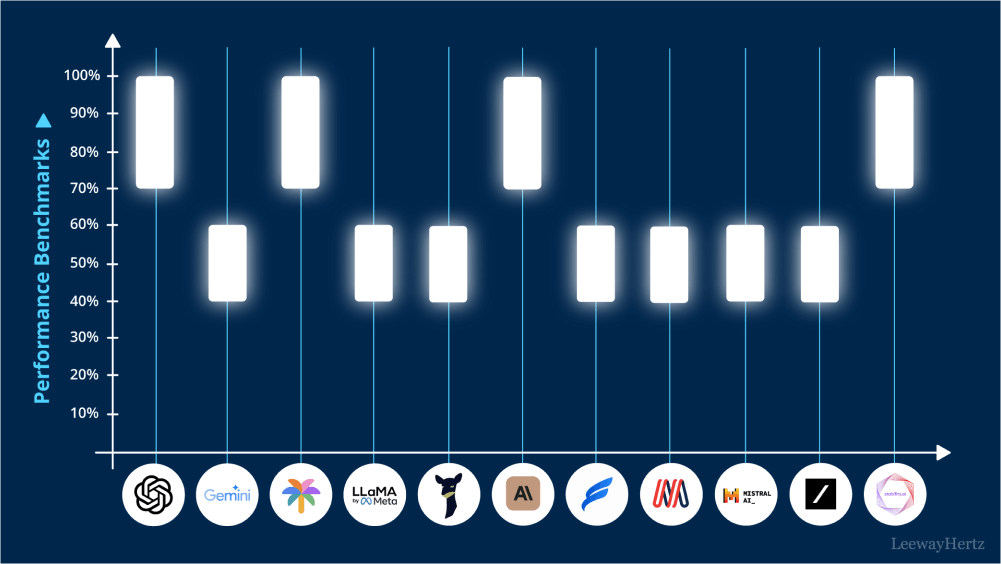 100%
90%
80%
70%
60%
50%
40%
30%
20%
10%
Performance Benchmarks
Gemini
LLaMA
by Meta
AI
MISTRAL
AI_
LeewayHertz